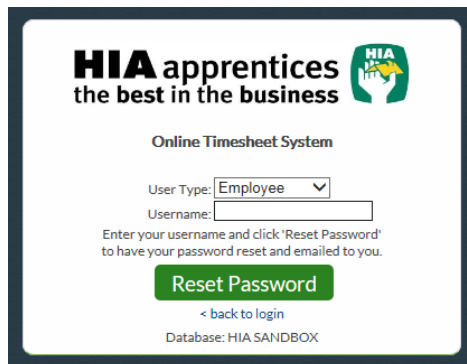 HIA apprentices
the best in the business
HIA
Online Timesheet System
User Type: Employee
Username:
Enter your username and click 'Reset Password'
to have your password reset and emailed to you.
Reset Password
< back to login
Database: HIA SANDBOX